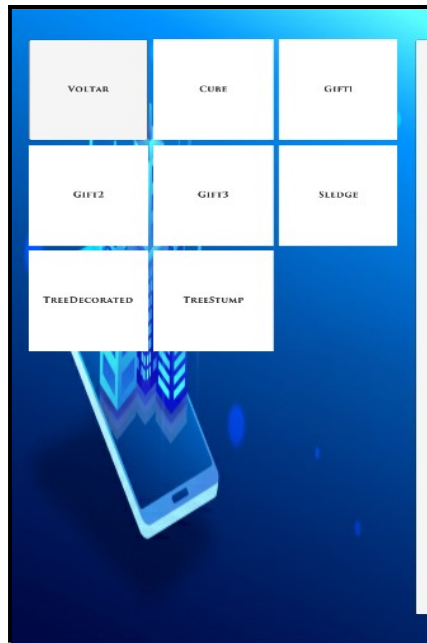 Voltar
Cube
Gift1
Gift2
Gift3
Sledge
TreeDecorated
TreeStump